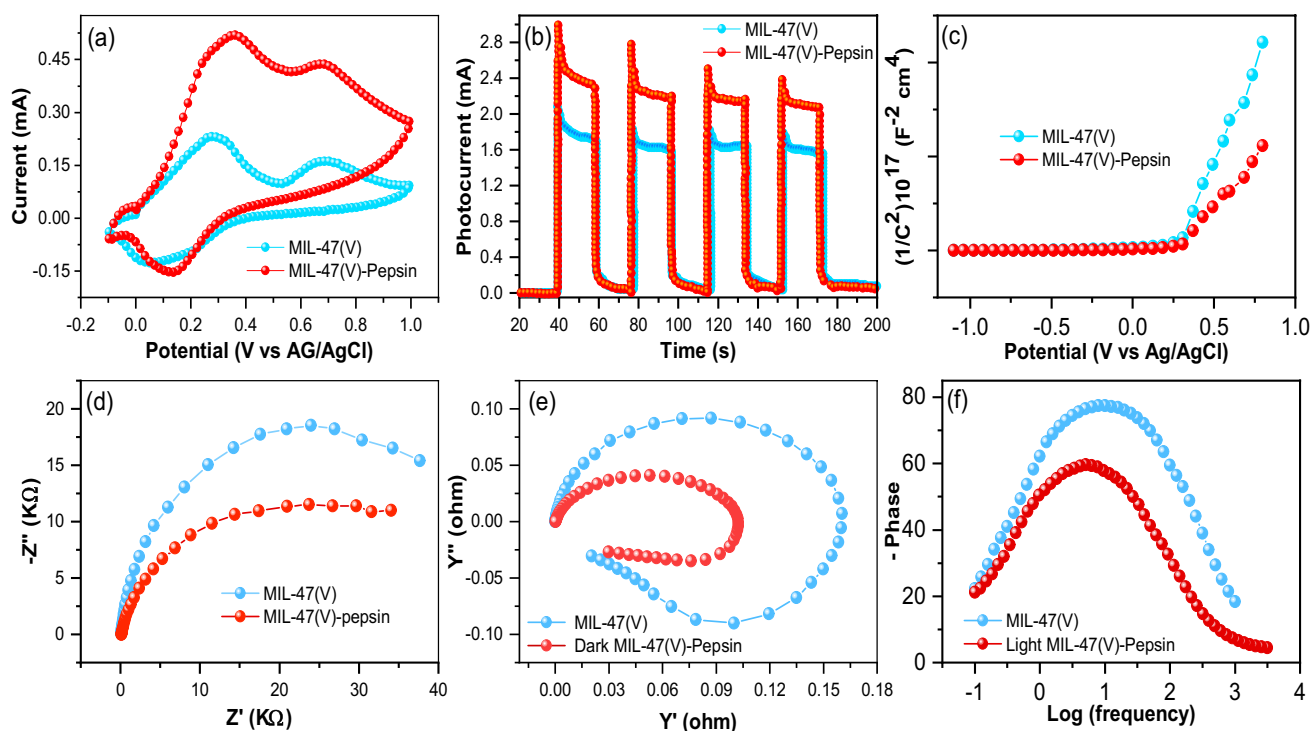 (a)
Current (mA)
0.45
0.30
0.15
0.00
-0.15
MIL-47(V)
MIL-47(V)-Pepsin
-0.2 0.0 0.2 0.4 0.6 0.8 1.0
Potential (V vs AG/AgCl)
(b)
Photocurrent (mA)
2.8
2.4
2.0
1.6
1.2
0.8
0.4
0.0
MIL-47(V)
MIL-47(V)-Pepsin
20 40 60 80 100 120 140 160 180 200
Time (s)
(c)
(1/C²)10¹⁷ (F⁻² cm⁴)
MIL-47(V)
MIL-47(V)-Pepsin
-1.0 -0.5 0.0 0.5 1.0
Potential (V vs Ag/AgCl)
(d)
-Z" (KΩ)
20
15
10
5
0
MIL-47(V)
MIL-47(V)-pepsin
0 10 20 30 40
Z' (KΩ)
(e)
Y" (ohm)
0.10
0.05
0.00
-0.05
-0.10
MIL-47(V)
Dark MIL-47(V)-Pepsin
0.00 0.03 0.06 0.09 0.12 0.15 0.18
Y' (ohm)
(f)
- Phase
80
60
40
20
0
MIL-47(V)
Light MIL-47(V)-Pepsin
-1 0 1 2 3 4
Log (frequency)